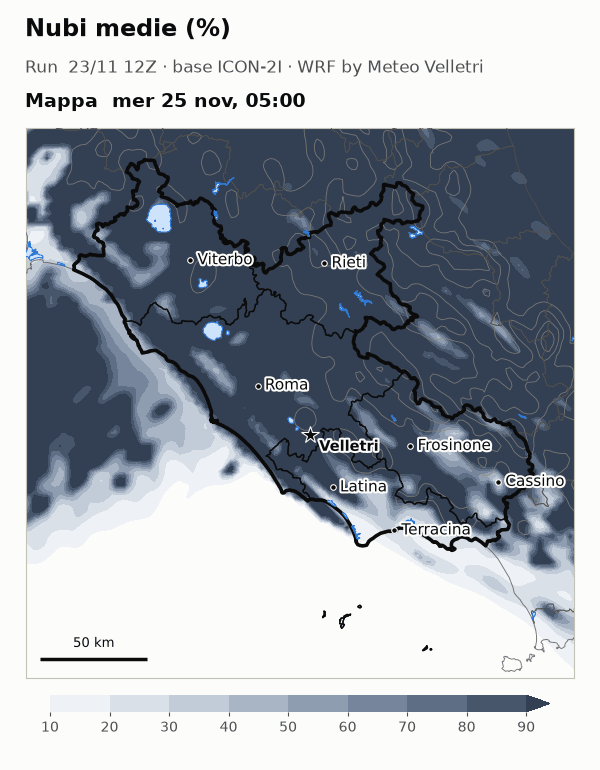 Nubi medie (%)
Run  23/11 12Z · base ICON-2I · WRF by Meteo Velletri
Mappa  mer 25 nov, 05:00
Viterbo
Rieti
Roma
Velletri
Frosinone
Cassino
Latina
Terracina
50 km
10 20 30 40 50 60 70 80 90